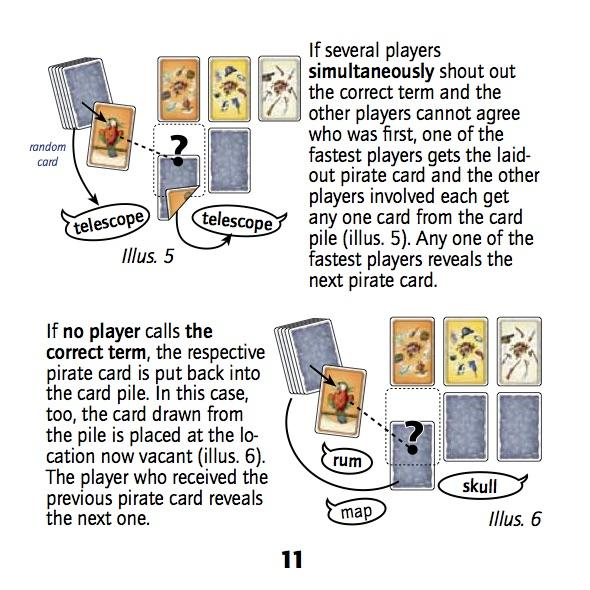 If several players
simultaneously shout out
the correct term and the
other players cannot agree
who was first, one of the
fastest players gets the laid-
out pirate card and the other
players involved each get
any one card from the card
pile (illus. 5). Any one of the
fastest players reveals the
next pirate card.
random
card
?
telescope
telescope
Illus. 5
If no player calls the
correct term, the respective
pirate card is put back into
the card pile. In this case,
too, the card drawn from
the pile is placed at the lo-
cation now vacant (illus. 6).
The player who received the
previous pirate card reveals
the next one.
?
rum
skull
map
Illus. 6
11